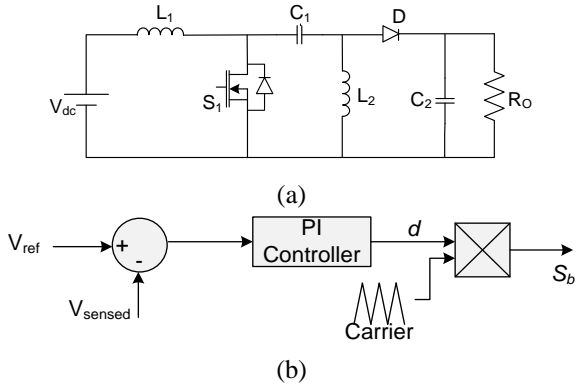 L₁
C₁
D
V_dc
S₁
L₂
C₂
R_O
(a)
V_ref
+
-
V_sensed
PI
Controller
d
Carrier
S_b
(b)